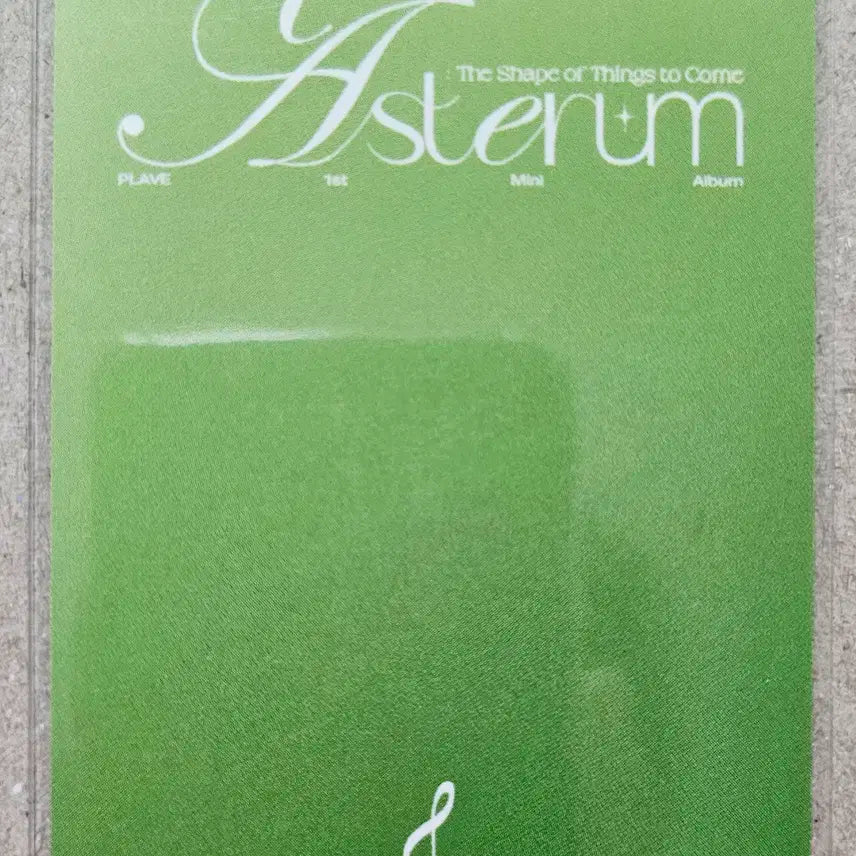 : The Shape of Things to Come
Asterum
PLAVE 1st Mini Album